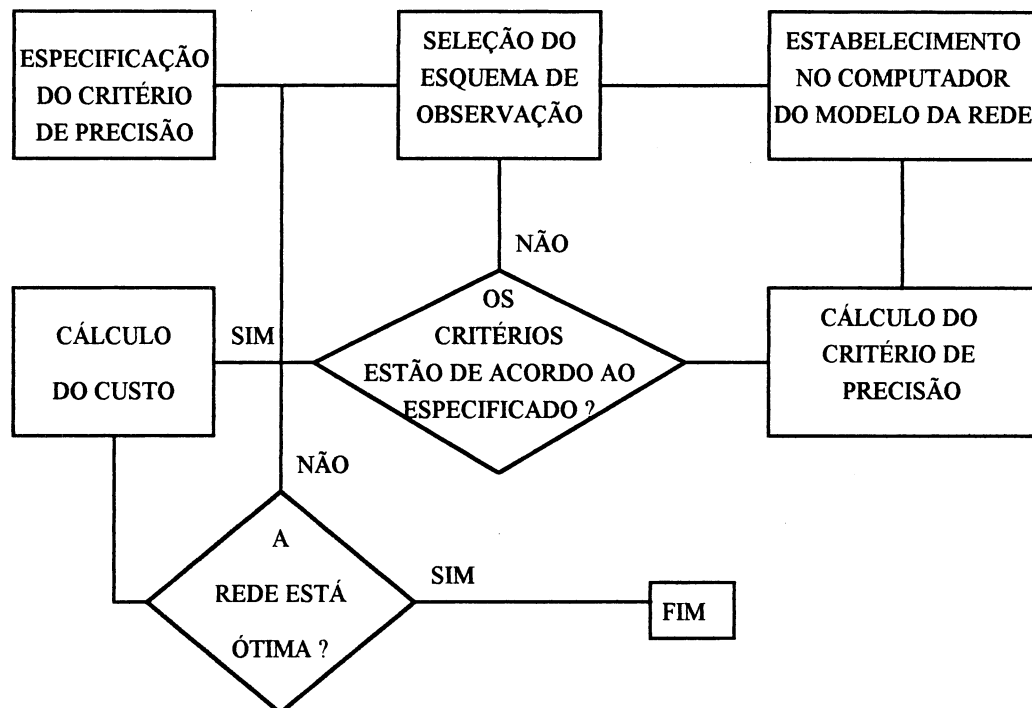 ESPECIFICAÇÃO
DO CRITÉRIO
DE PRECISÃO
SELEÇÃO DO
ESQUEMA DE
OBSERVAÇÃO
ESTABELECIMENTO
NO COMPUTADOR
DO MODELO DA REDE
NÃO
CÁLCULO
DO CUSTO
SIM
OS
CRITÉRIOS
ESTÃO DE ACORDO AO
ESPECIFICADO ?
CÁLCULO DO
CRITÉRIO DE
PRECISÃO
NÃO
A
REDE ESTÁ
ÓTIMA ?
SIM
FIM